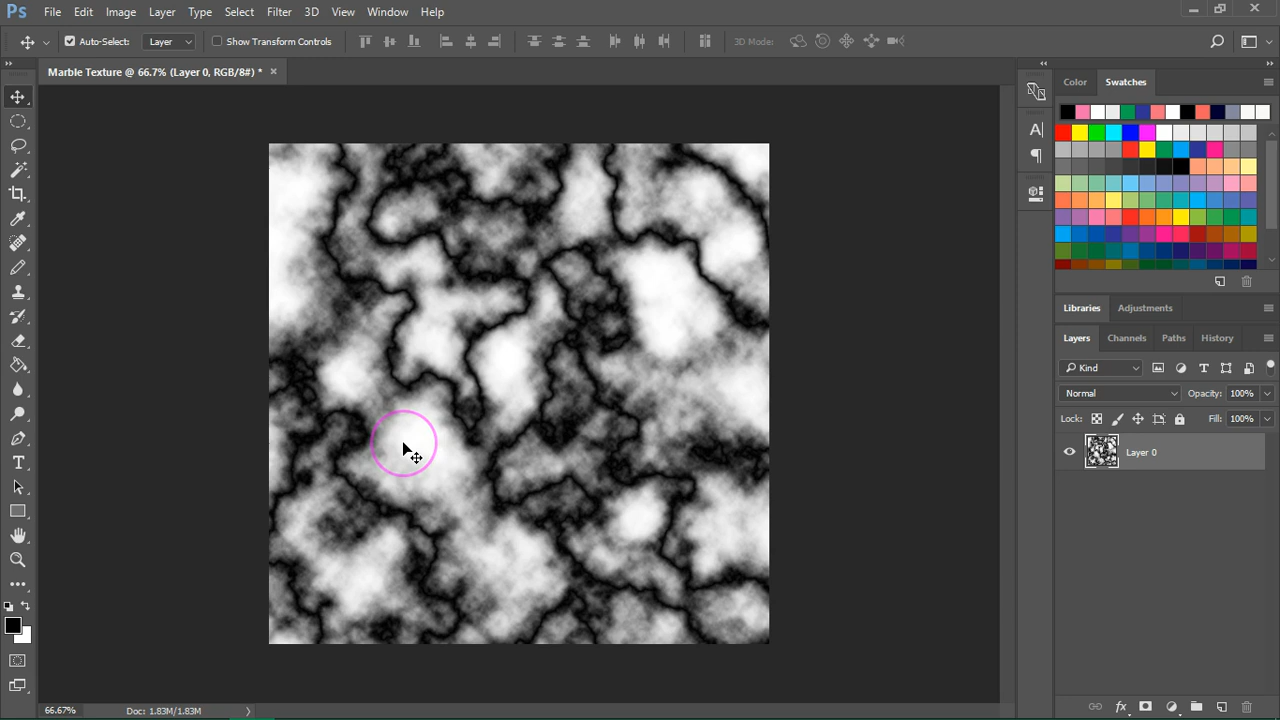 Ps File Edit Image Layer Type Select Filter 3D View Window Help
Auto-Select: Layer Show Transform Controls 3D Mode:
Marble Texture @ 66.7% (Layer 0, RGB/8#) *
Color Swatches
Libraries Adjustments
Layers Channels Paths History
Kind
Normal Opacity: 100%
Lock: Fill: 100%
Layer 0
66.67% Doc: 1.83M/1.83M